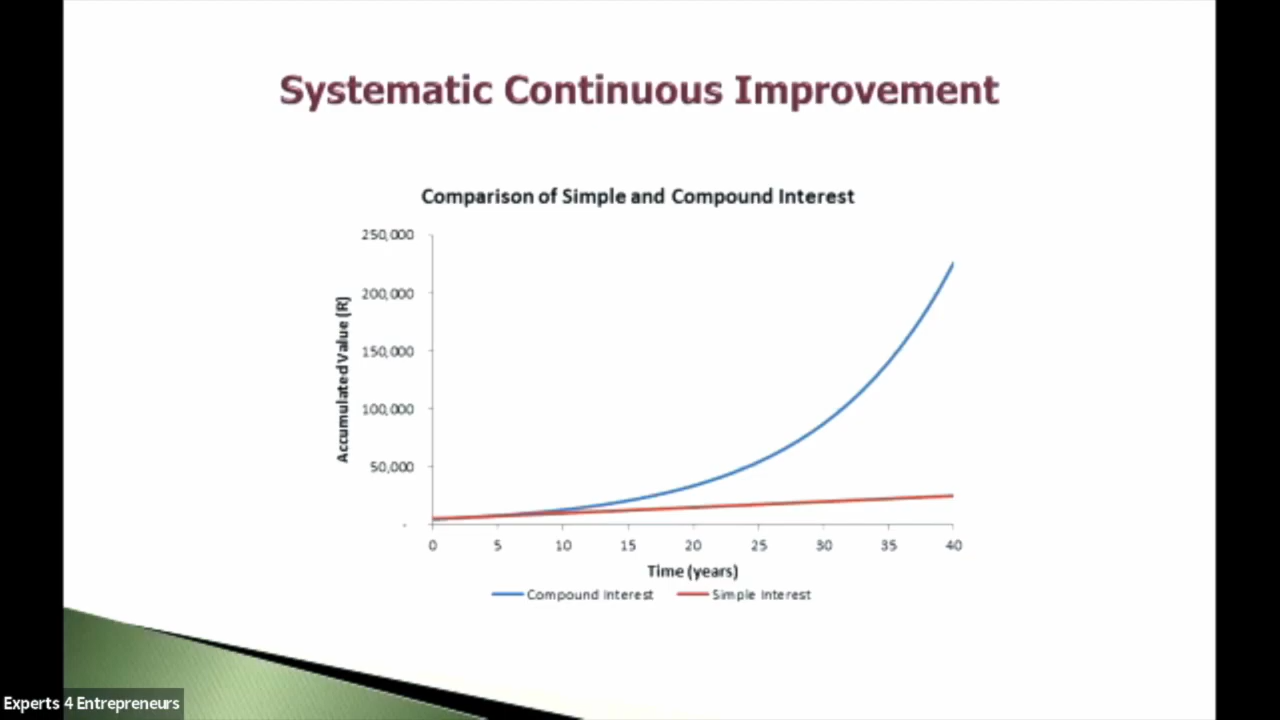 Systematic Continuous Improvement
Comparison of Simple and Compound Interest
250,000
200,000
150,000
100,000
50,000
-
Accumulated Value (R)
0 5 10 15 20 25 30 35 40
Time (years)
Compound Interest Simple Interest
Experts 4 Entrepreneurs